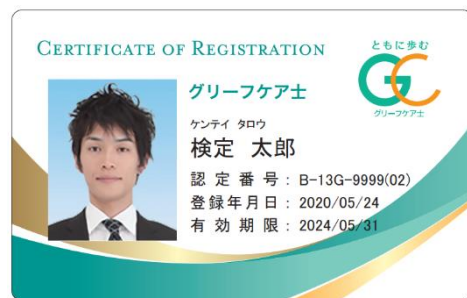 CERTIFICATE OF REGISTRATION
ともに歩む
GC
グリーフケア士
グリーフケア士
ケンテイ タロウ
検定 太郎
認定番号：B-13G-9999(02)
登録年月日：2020/05/24
有効期限：2024/05/31